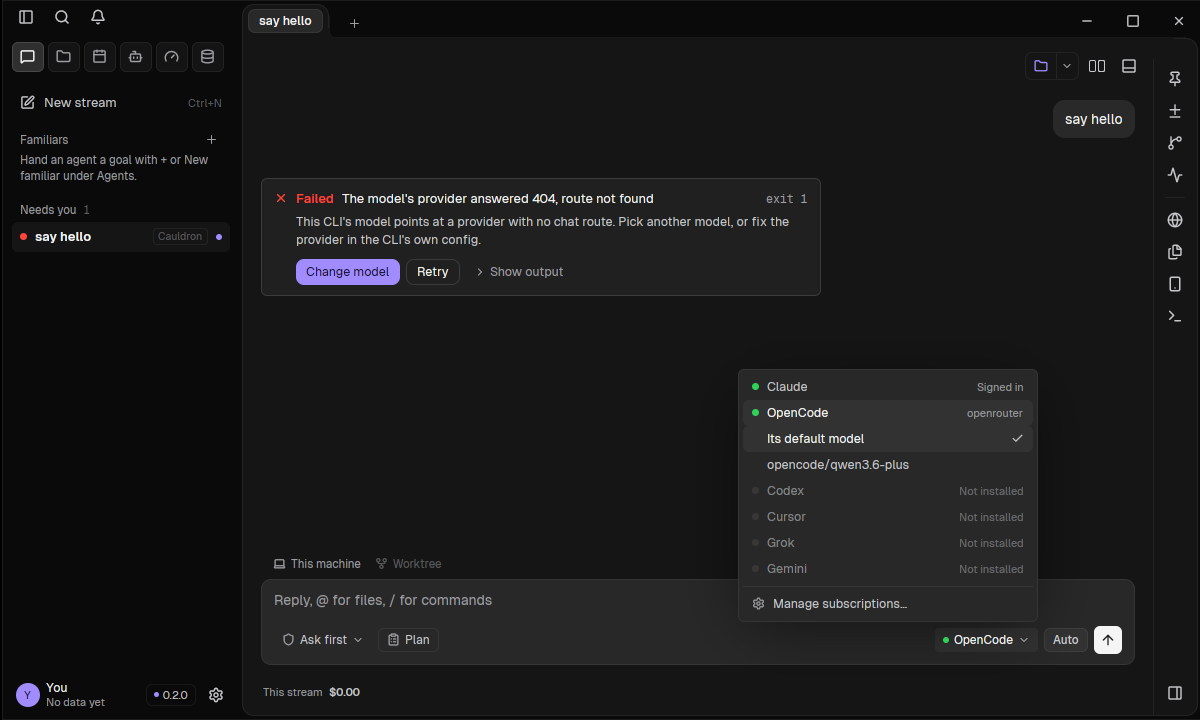 say hello
New stream
Ctrl+N
Familiars
Hand an agent a goal with + or New
familiar under Agents.
Needs you 1
say hello
Cauldron
say hello
Failed The model's provider answered 404, route not found
exit 1
This CLI's model points at a provider with no chat route. Pick another model, or fix the
provider in the CLI's own config.
Change model
Retry
Show output
Claude
Signed in
OpenCode
openrouter
Its default model
opencode/qwen3.6-plus
Codex
Not installed
Cursor
Not installed
Grok
Not installed
Gemini
Not installed
Manage subscriptions...
This machine
Worktree
Reply, @ for files, / for commands
Ask first
Plan
OpenCode
Auto
This stream $0.00
Y
You
No data yet
0.2.0